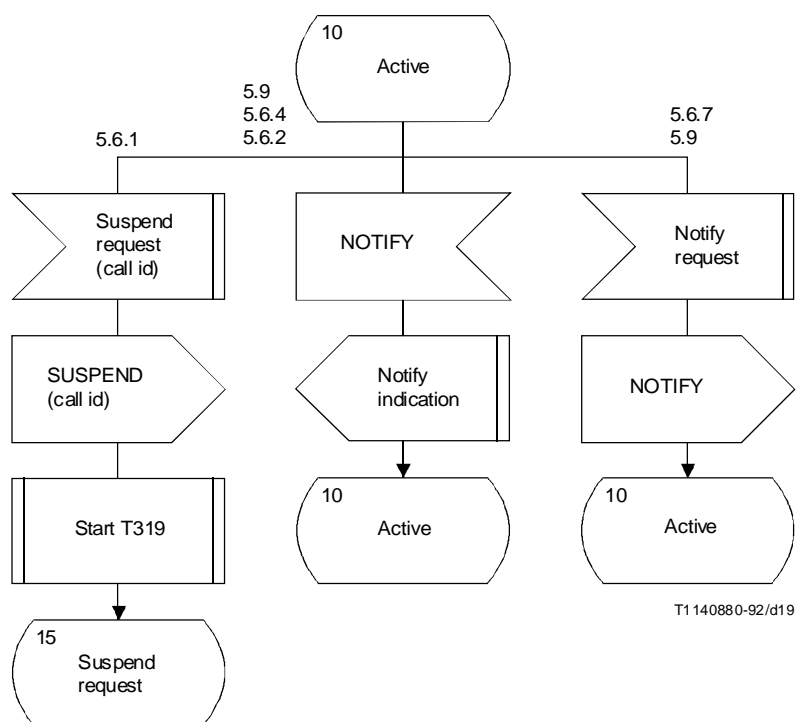 10
Active
5.9
5.6.4
5.6.2
5.6.1
5.6.7
5.9
Suspend
request
(call id)
NOTIFY
Notify
request
SUSPEND
(call id)
Notify
indication
NOTIFY
Start T319
10
Active
10
Active
T1140880-92/d19
15
Suspend
request